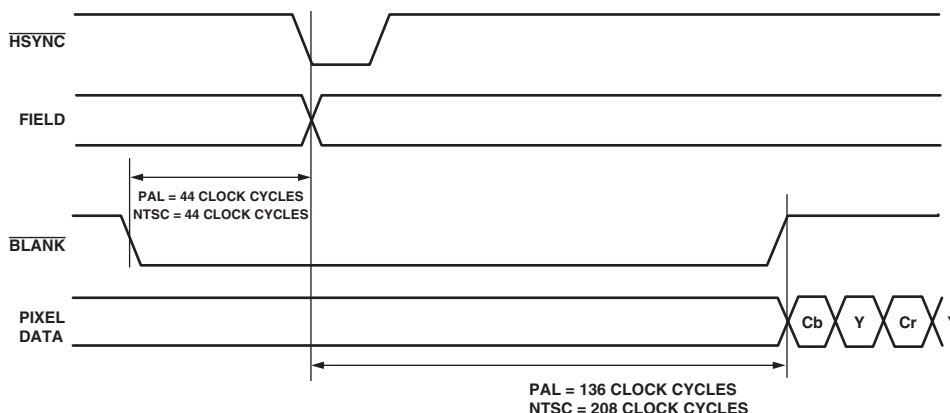 HSYNC
FIELD
PAL = 44 CLOCK CYCLES
NTSC = 44 CLOCK CYCLES
BLANK
PIXEL
DATA
Cb Y Cr
PAL = 136 CLOCK CYCLES
NTSC = 208 CLOCK CYCLES